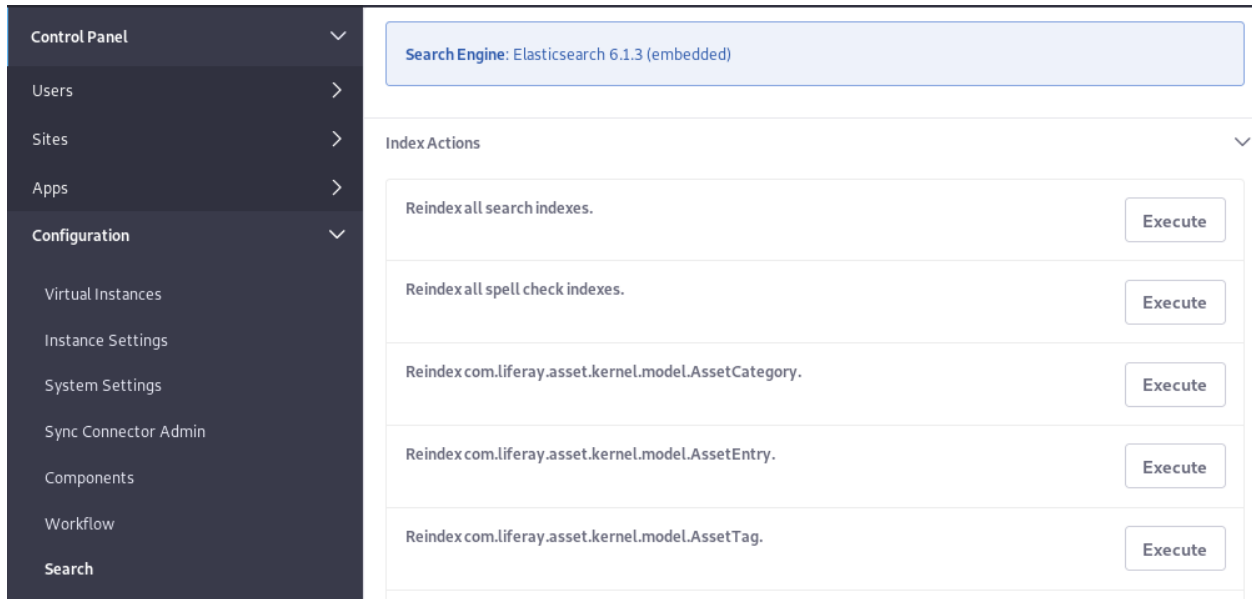 Control Panel
Users
Sites
Apps
Configuration
Virtual Instances
Instance Settings
System Settings
Sync Connector Admin
Components
Workflow
Search
Search Engine: Elasticsearch 6.1.3 (embedded)
Index Actions
Reindex all search indexes.
Execute
Reindex all spell check indexes.
Execute
Reindex com.liferay.asset.kernel.model.AssetCategory.
Execute
Reindex com.liferay.asset.kernel.model.AssetEntry.
Execute
Reindex com.liferay.asset.kernel.model.AssetTag.
Execute